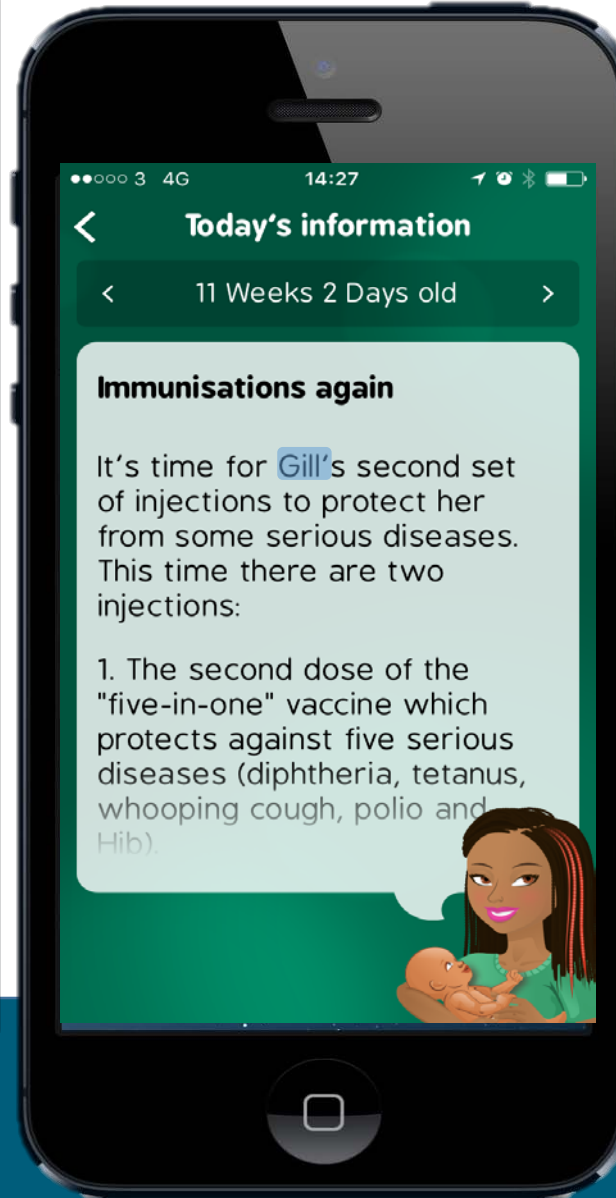 3 4G 14:27
Today's information
11 Weeks 2 Days old
Immunisations again
It's time for Gill's second set
of injections to protect her
from some serious diseases.
This time there are two
injections:
1. The second dose of the
"five-in-one" vaccine which
protects against five serious
diseases (diphtheria, tetanus,
whooping cough, polio and
Hib).